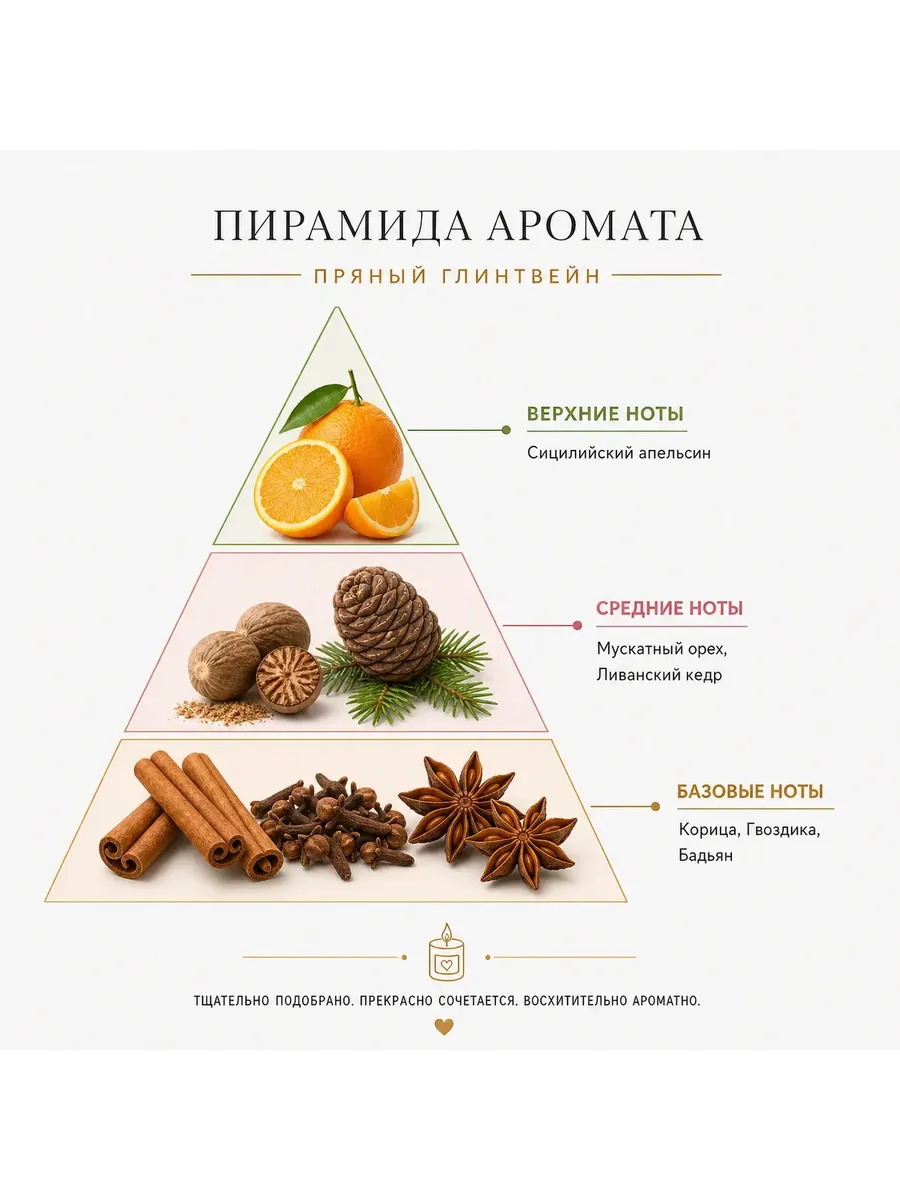 ПИРАМИДА АРОМАТА
ПРЯНЫЙ ГЛИНТВЕЙН
ВЕРХНИЕ НОТЫ
Сицилийский апельсин
СРЕДНИЕ НОТЫ
Мускатный орех,
Ливанский кедр
БАЗОВЫЕ НОТЫ
Корица, Гвоздика,
Бадьян
ТЩАТЕЛЬНО ПОДОБРАНО. ПРЕКРАСНО СОЧЕТАЕТСЯ. ВОСХИТИТЕЛЬНО АРОМАТНО.